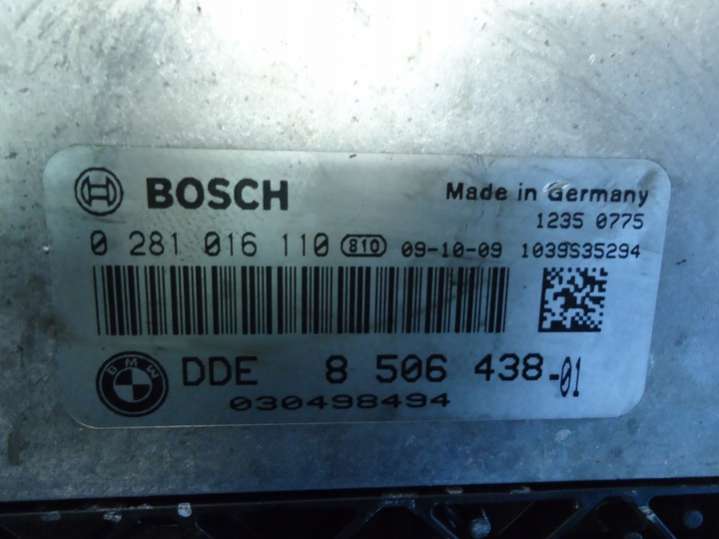 BOSCH Made in Germany
1235 0775
0 281 016 110 810 09-10-09 1039S35294
BMW DDE 8 506 438-01
030498494